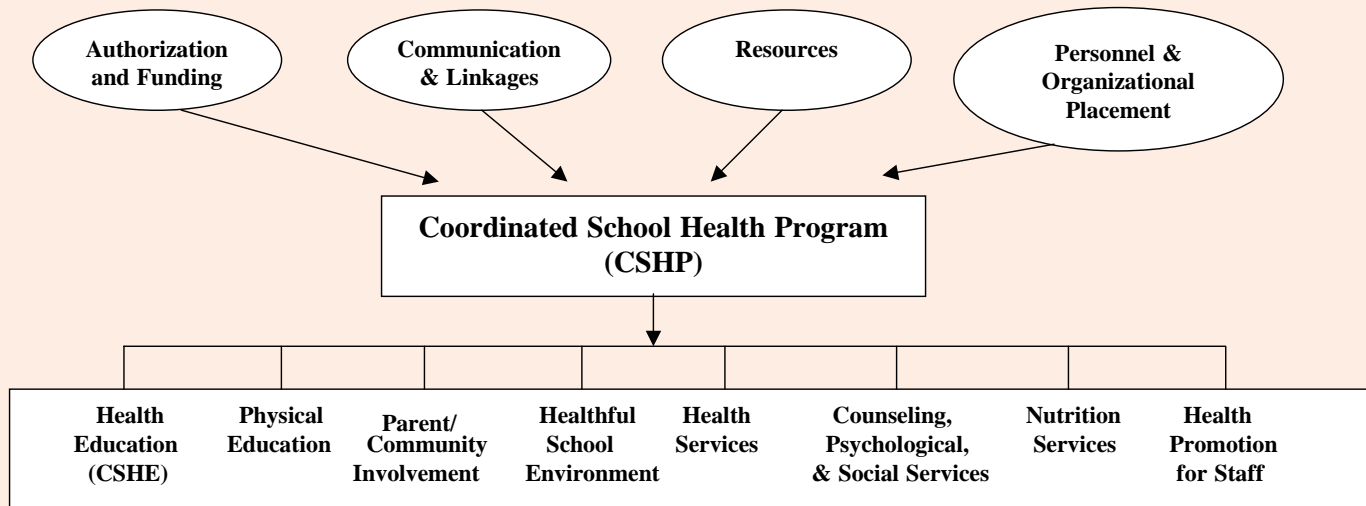 Authorization
and Funding
Communication
& Linkages
Resources
Personnel &
Organizational
Placement
Coordinated School Health Program
(CSHP)
Health
Education
(CSHE)
Physical
Education
Parent/
Community
Involvement
Healthful
School
Environment
Health
Services
Counseling,
Psychological,
& Social Services
Nutrition
Services
Health
Promotion
for Staff